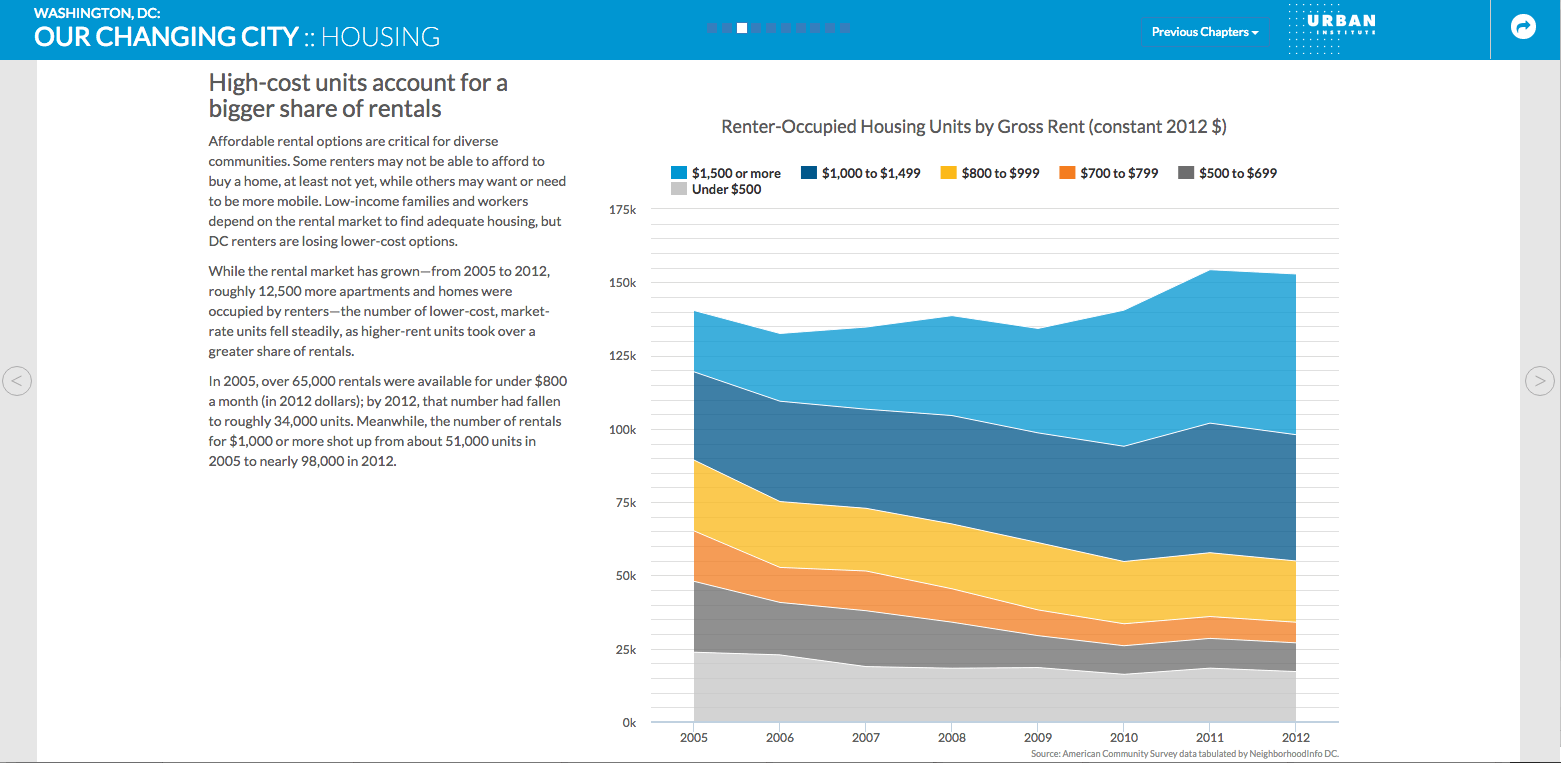 WASHINGTON, DC:
OUR CHANGING CITY :: HOUSING
Previous Chapters
URBAN
INSTITUTE
<
>
High-cost units account for a
bigger share of rentals
Affordable rental options are critical for diverse
communities. Some renters may not be able to afford to
buy a home, at least not yet, while others may want or need
to be more mobile. Low-income families and workers
depend on the rental market to find adequate housing, but
DC renters are losing lower-cost options.
While the rental market has grown—from 2005 to 2012,
roughly 12,500 more apartments and homes were
occupied by renters—the number of lower-cost, market-
rate units fell steadily, as higher-rent units took over a
greater share of rentals.
In 2005, over 65,000 rentals were available for under $800
a month (in 2012 dollars); by 2012, that number had fallen
to roughly 34,000 units. Meanwhile, the number of rentals
for $1,000 or more shot up from about 51,000 units in
2005 to nearly 98,000 in 2012.
Renter-Occupied Housing Units by Gross Rent (constant 2012 $)
$1,500 or more $1,000 to $1,499 $800 to $999 $700 to $799 $500 to $699
Under $500
175k
150k
125k
100k
75k
50k
25k
0k
2005 2006 2007 2008 2009 2010 2011 2012
Source: American Community Survey data tabulated by NeighborhoodInfo DC.